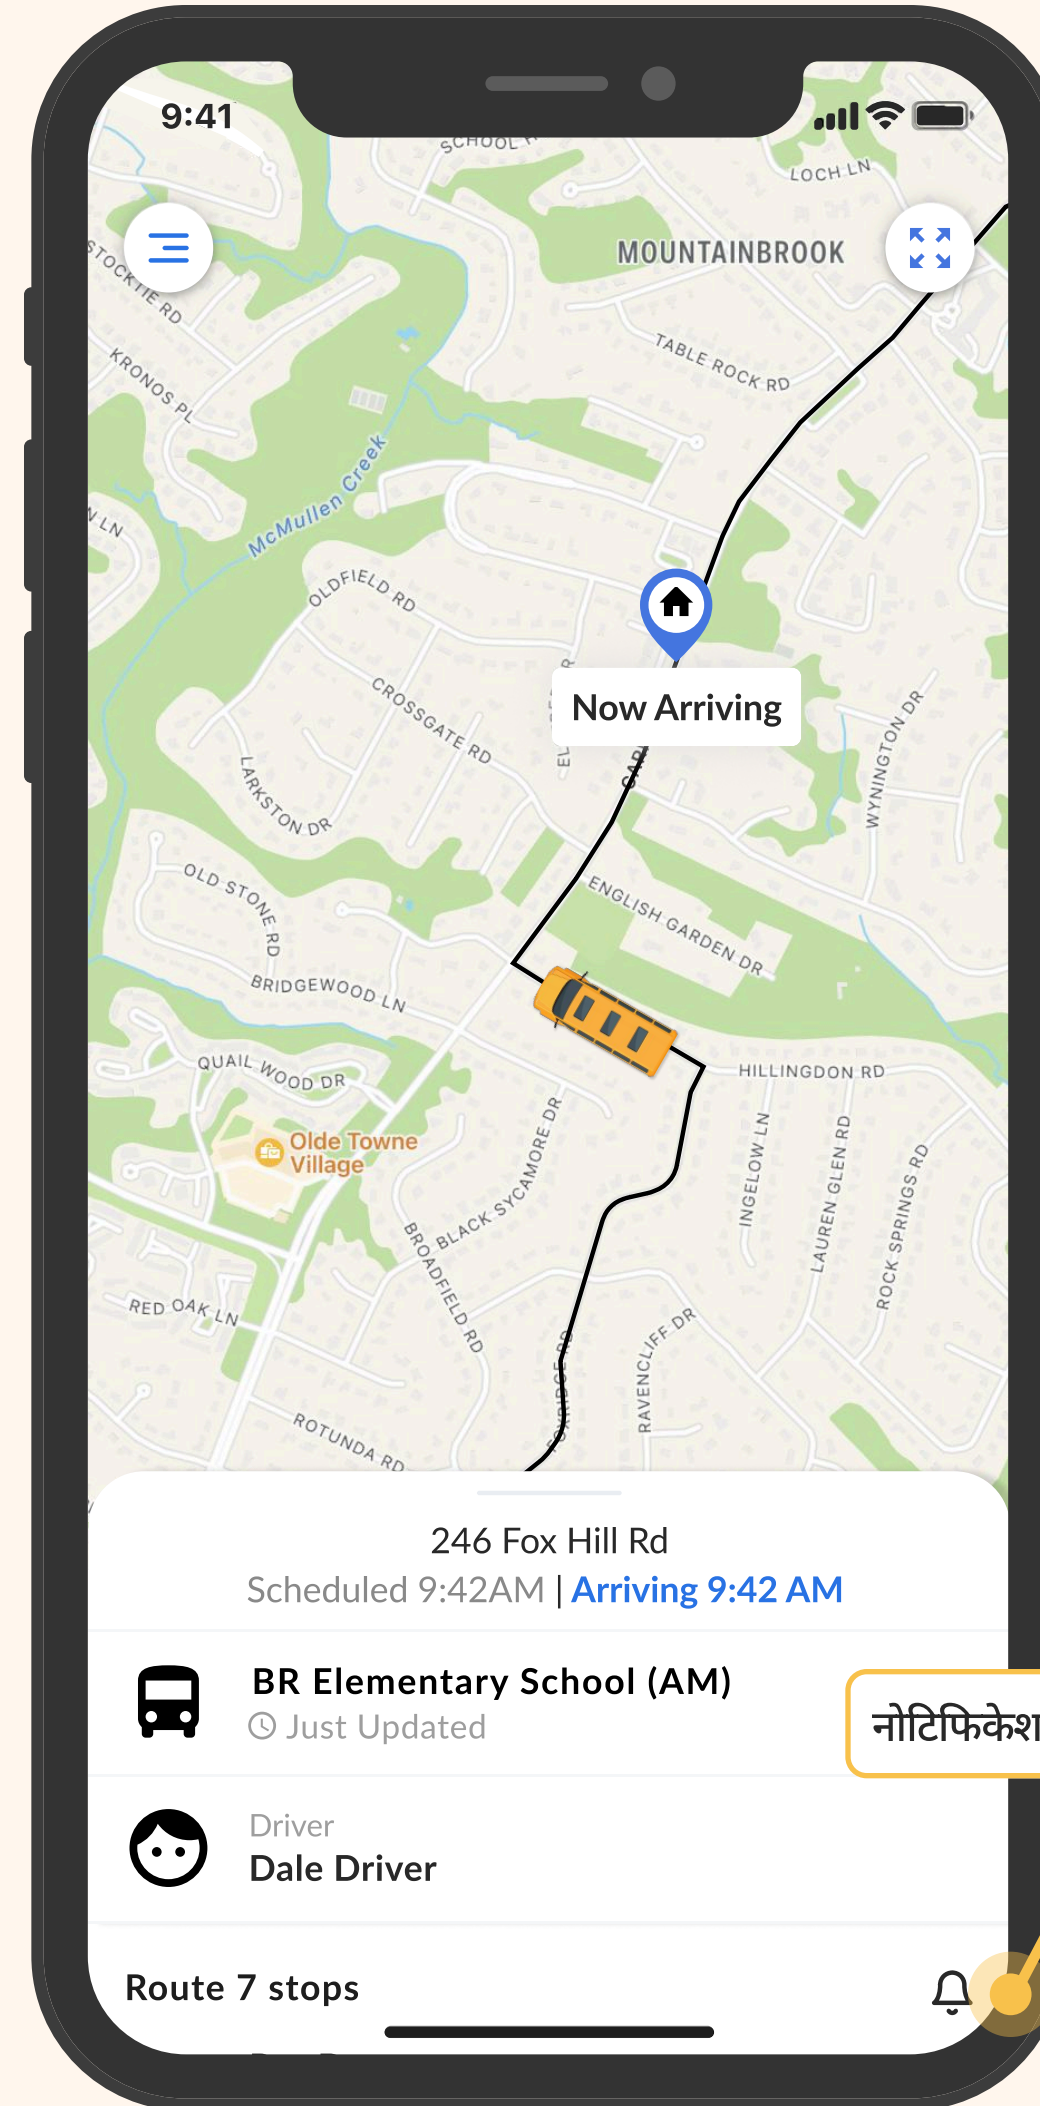 9:41
SCHOOL
LOCH LN
MOUNTAINBROOK
STOCKTIE RD
TABLE ROCK RD
KRONOS PL
McMullen Creek
LN
OLDFIELD RD
CROSSGATE RD
Now Arriving
WYNINGTON DR
LARKSTON DR
OLD STONE RD
ENGLISH GARDEN DR
BRIDGEWOOD LN
QUAIL WOOD DR
HILLINGDON RD
Olde Towne
Village
BLACK SYCAMORE DR
INGELOW LN
LAUREN GLEN RD
ROCK SPRINGS RD
BROADFIELD RD
RED OAK LN
RAVENCLIFF DR
FOXRIDGE RD
ROTUNDA RD
246 Fox Hill Rd
Scheduled 9:42AM | Arriving 9:42 AM
BR Elementary School (AM)
Just Updated
नोटिफिकेश
Driver
Dale Driver
Route 7 stops